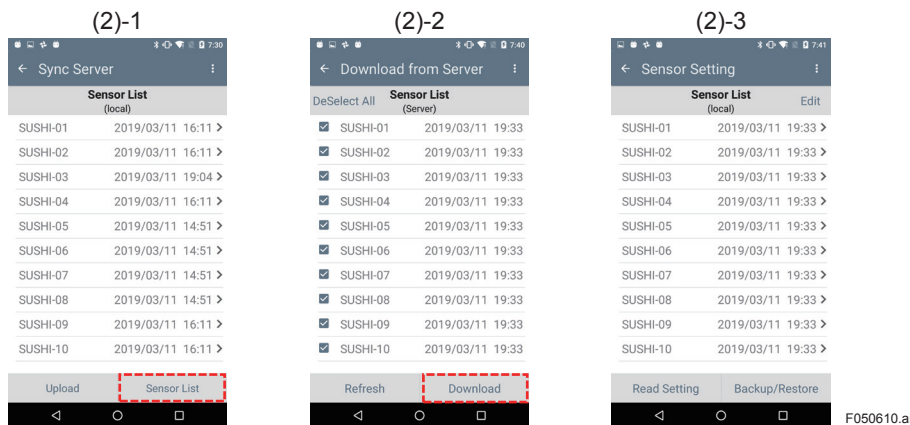 (2)-1
7:30
Sync Server
Sensor List
(local)
SUSHI-01 2019/03/11 16:11
SUSHI-02 2019/03/11 16:11
SUSHI-03 2019/03/11 19:04
SUSHI-04 2019/03/11 16:11
SUSHI-05 2019/03/11 14:51
SUSHI-06 2019/03/11 14:51
SUSHI-07 2019/03/11 14:51
SUSHI-08 2019/03/11 14:51
SUSHI-09 2019/03/11 16:11
SUSHI-10 2019/03/11 16:11
Upload Sensor List
(2)-2
7:40
Download from Server
DeSelect All Sensor List
(Server)
SUSHI-01 2019/03/11 19:33
SUSHI-02 2019/03/11 19:33
SUSHI-03 2019/03/11 19:33
SUSHI-04 2019/03/11 19:33
SUSHI-05 2019/03/11 19:33
SUSHI-06 2019/03/11 19:33
SUSHI-07 2019/03/11 19:33
SUSHI-08 2019/03/11 19:33
SUSHI-09 2019/03/11 19:33
SUSHI-10 2019/03/11 19:33
Refresh Download
(2)-3
7:41
Sensor Setting
Sensor List Edit
(local)
SUSHI-01 2019/03/11 19:33
SUSHI-02 2019/03/11 19:33
SUSHI-03 2019/03/11 19:33
SUSHI-04 2019/03/11 19:33
SUSHI-05 2019/03/11 19:33
SUSHI-06 2019/03/11 19:33
SUSHI-07 2019/03/11 19:33
SUSHI-08 2019/03/11 19:33
SUSHI-09 2019/03/11 19:33
SUSHI-10 2019/03/11 19:33
Read Setting Backup/Restore
F050610.a